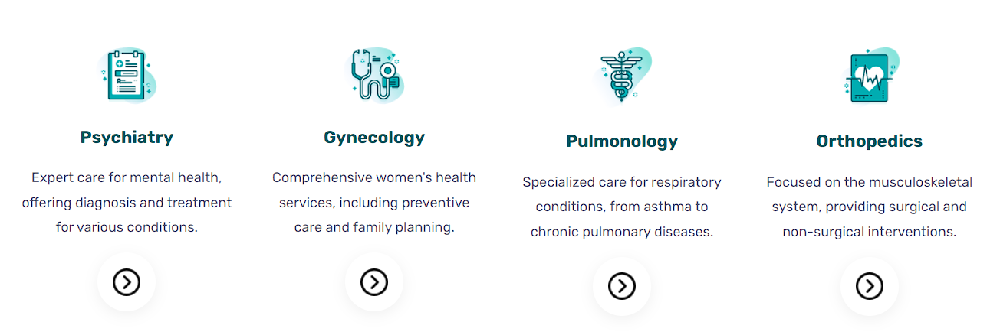 Psychiatry
Expert care for mental health,
offering diagnosis and treatment
for various conditions.
Gynecology
Comprehensive women's health
services, including preventive
care and family planning.
Pulmonology
Specialized care for respiratory
conditions, from asthma to
chronic pulmonary diseases.
Orthopedics
Focused on the musculoskeletal
system, providing surgical and
non-surgical interventions.